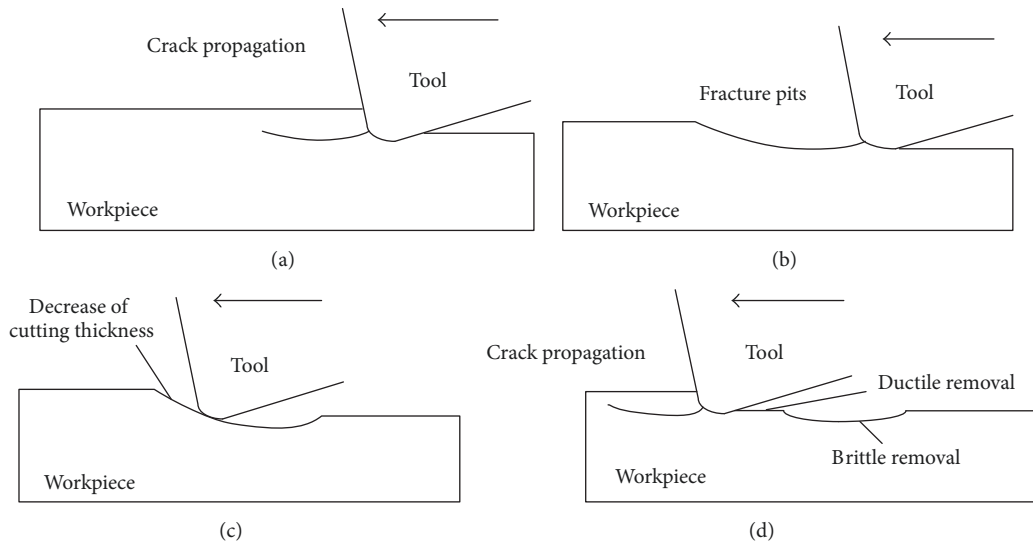 Crack propagation
Tool
Workpiece
(a)
Fracture pits
Tool
Workpiece
(b)
Decrease of
cutting thickness
Tool
Workpiece
(c)
Crack propagation
Tool
Ductile removal
Brittle removal
Workpiece
(d)